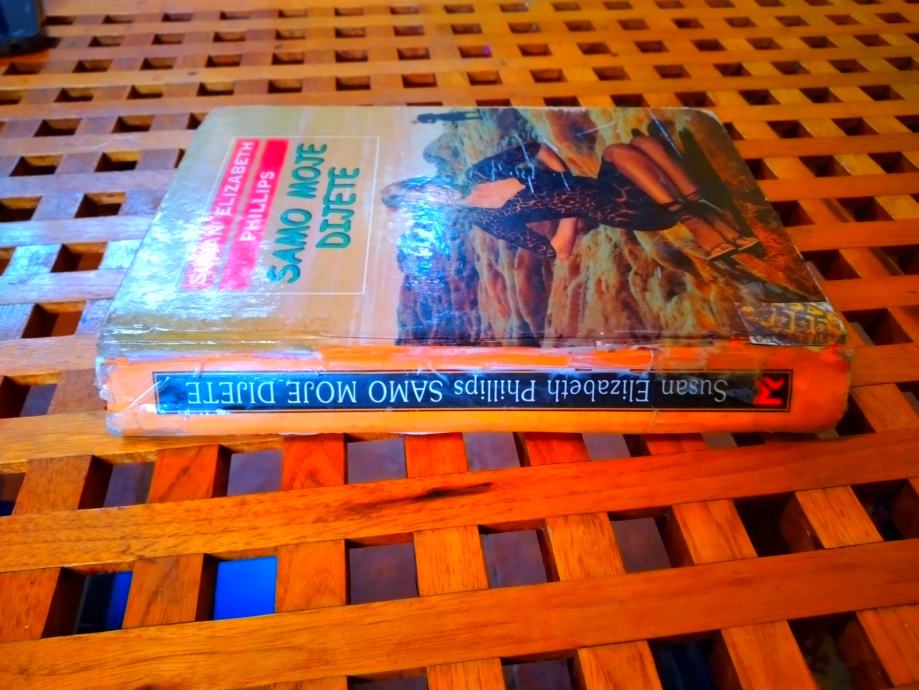 SUSAN ELIZABETH
PHILLIPS
SAMO MOJE
DIJETE
Susan Elizabeth Phillips SAMO MOJE DIJETE